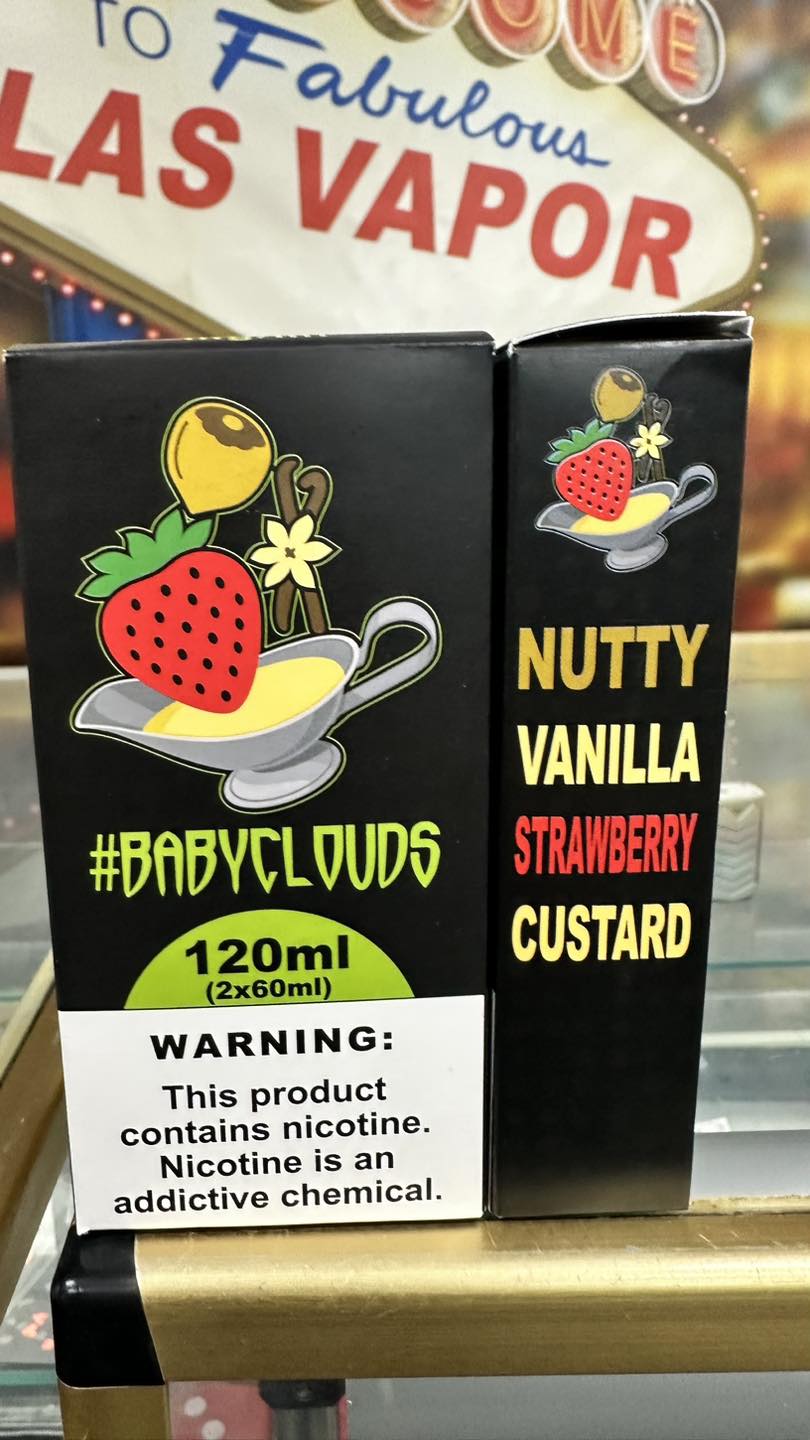 TO Fabulous
LAS VAPOR
#BABYCLOUDS
120ml
(2x60ml)
WARNING:
This product
contains nicotine.
Nicotine is an
addictive chemical.
NUTTY
VANILLA
STRAWBERRY
CUSTARD